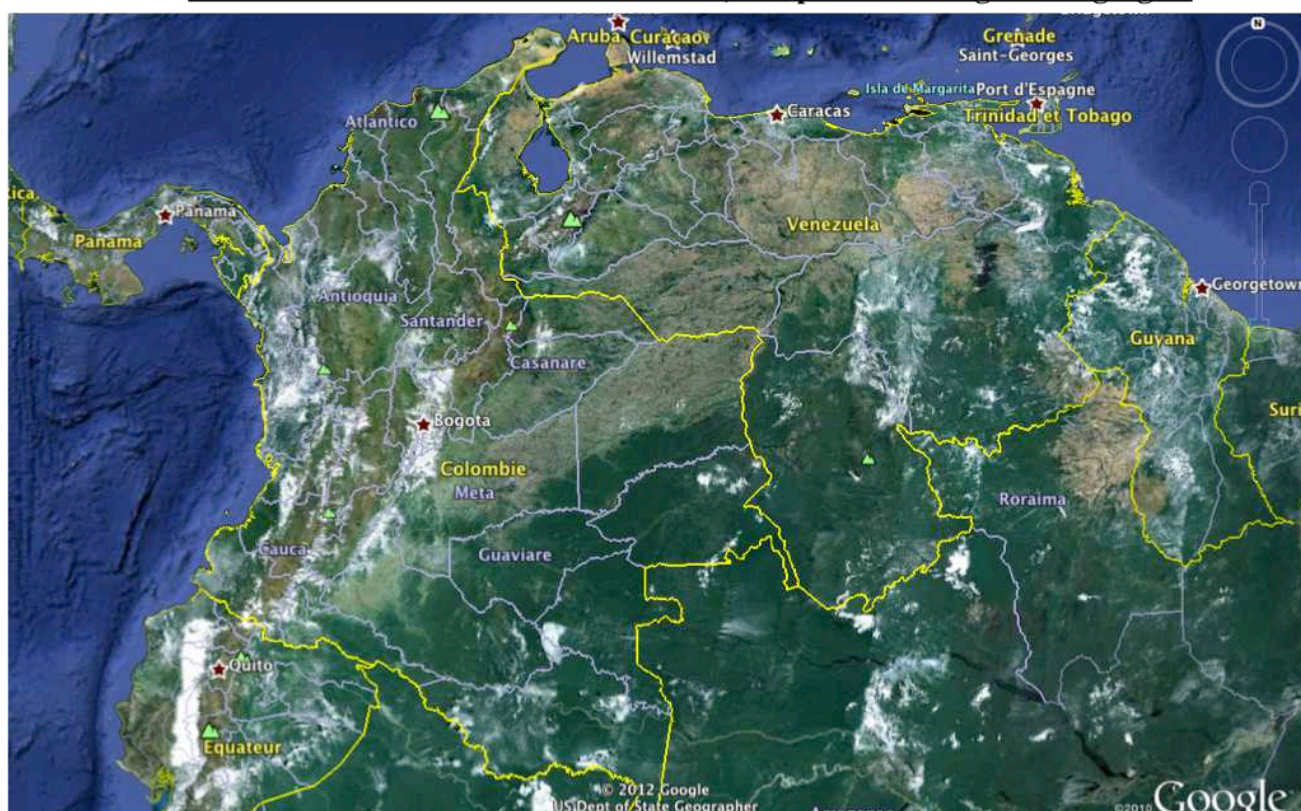 N
Aruba Curaçao
Willemstad
Grenade
Saint-Georges
Isla de Margarita
Port d'Espagne
Trinidad et Tobago
Caracas
Atlantico
Panama
Panama
Venezuela
Georgetown
Antioquia
Santander
Casanare
Guyana
Suri
Bogota
Colombie
Meta
Roraima
Cauca
Guaviare
Quito
Equateur
© 2012 Google
US Dept of State Geographer
©2010 Google